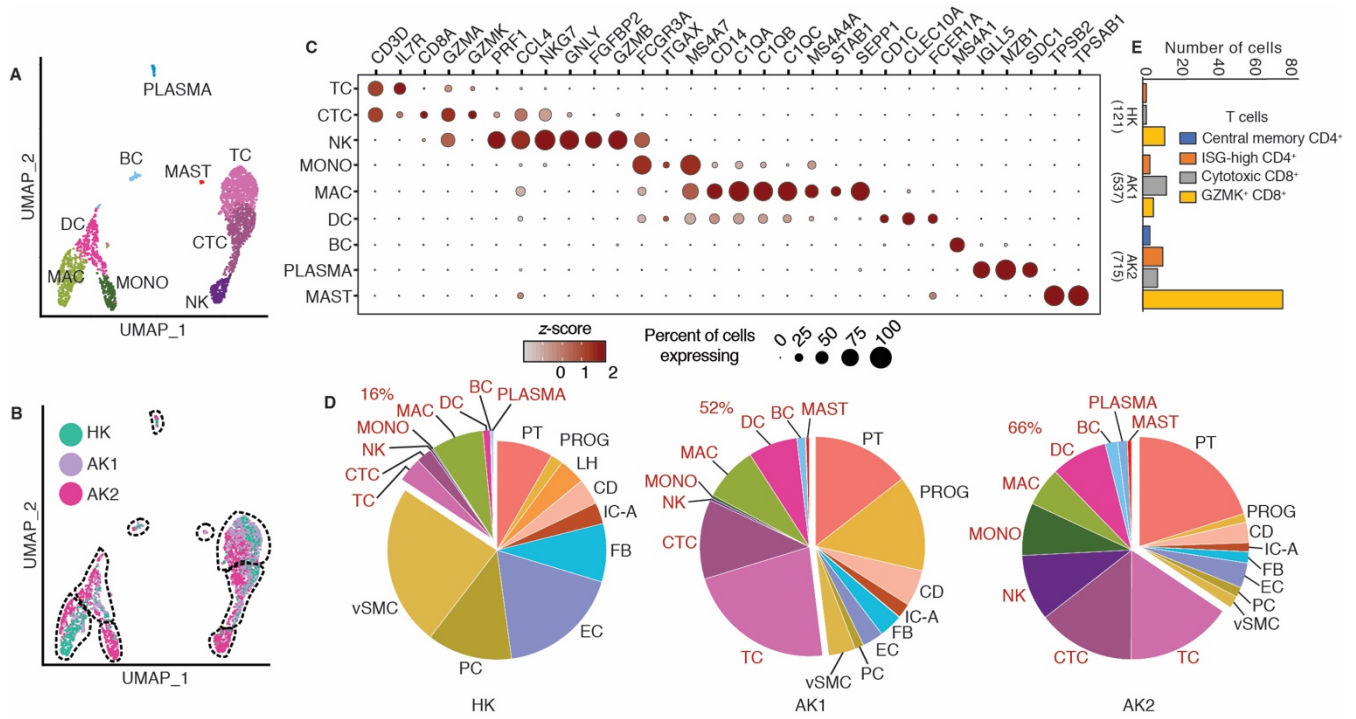 A
PLASMA
BC
MAST
TC
DC
CTC
MAC
MONO
NK
UMAP_2
UMAP_1
B
HK
AK1
AK2
UMAP_2
UMAP_1
C
CD3D IL7R CD8A GZMA GZMK PRF1 CCL4 NKG7 GNLY FGFBP2 GZMB FCGR3A ITGAX MS4A7 CD14 C1QA C1QB C1QC MS4A4A STAB1 SEPP1 CD1C CLEC10A FCER1A MS4A1 IGLL5 MZB1 SDC1 TPSB2 TPSAB1
TC
CTC
NK
MONO
MAC
DC
BC
PLASMA
MAST
z-score
0 1 2
Percent of cells
expressing
0 25 50 75 100
D
16%
BC
PLASMA
DC
MAC
MONO
NK
CTC
TC
PT
PROG
LH
CD
IC-A
FB
EC
PC
vSMC
HK
52%
BC
MAST
DC
MAC
MONO
NK
CTC
TC
PT
PROG
CD
IC-A
FB
EC
PC
vSMC
AK1
66%
PLASMA
BC
MAST
DC
MAC
MONO
NK
CTC
TC
PT
PROG
CD
IC-A
FB
EC
PC
vSMC
AK2
E
Number of cells
0 20 40 60 80
HK
(121)
AK1
(537)
AK2
(715)
T cells
Central memory CD4⁺
ISG-high CD4⁺
Cytotoxic CD8⁺
GZMK⁺ CD8⁺